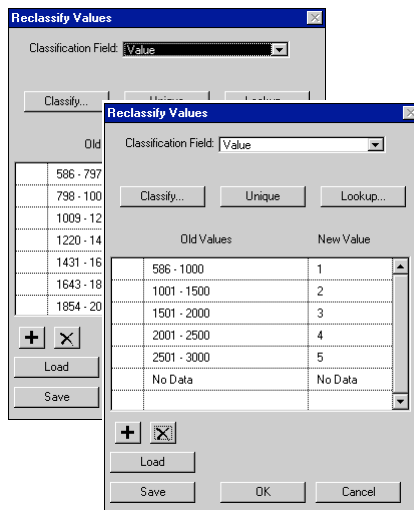 Reclassify Values
Classification Field: Value
Classify...
Old
586 - 797
798 - 100
1009 - 12
1220 - 14
1431 - 16
1643 - 18
1854 - 20
Load
Save
Reclassify Values
Classification Field: Value
Classify... Unique Lookup...
Old Values New Value
586 - 1000 1
1001 - 1500 2
1501 - 2000 3
2001 - 2500 4
2501 - 3000 5
No Data No Data
Load
Save OK Cancel